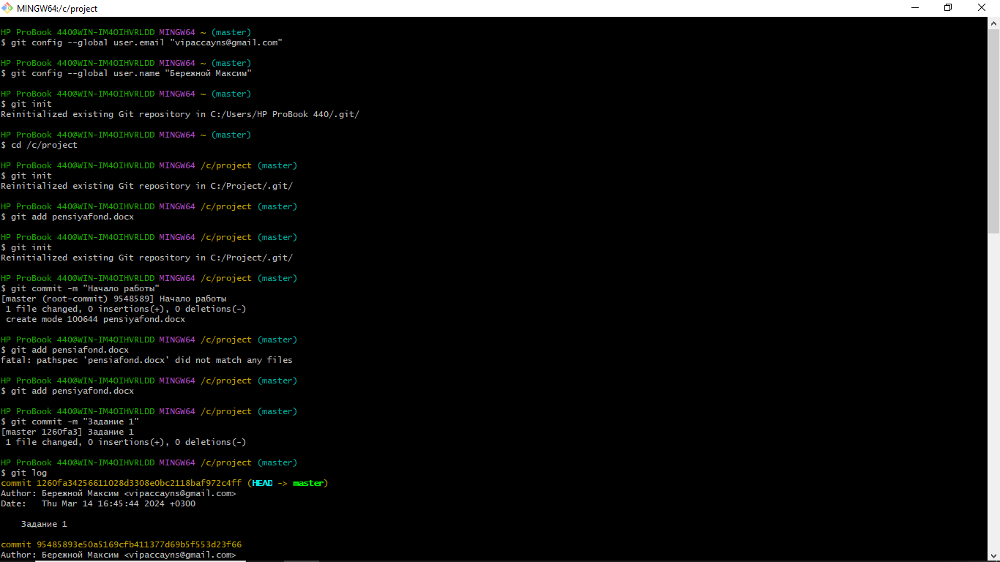 MINGW64:/c/project
HP ProBook 440@WIN-IM4OIHVRLDD MINGW64 ~ (master)
$ git config --global user.email "vipaccayns@gmail.com"
HP ProBook 440@WIN-IM4OIHVRLDD MINGW64 ~ (master)
$ git config --global user.name "Бережной Максим"
HP ProBook 440@WIN-IM4OIHVRLDD MINGW64 ~ (master)
$ git init
Reinitialized existing Git repository in C:/Users/HP ProBook 440/.git/
HP ProBook 440@WIN-IM4OIHVRLDD MINGW64 ~ (master)
$ cd /c/project
HP ProBook 440@WIN-IM4OIHVRLDD MINGW64 /c/project (master)
$ git init
Reinitialized existing Git repository in C:/Project/.git/
HP ProBook 440@WIN-IM4OIHVRLDD MINGW64 /c/project (master)
$ git add pensiyafond.docx
HP ProBook 440@WIN-IM4OIHVRLDD MINGW64 /c/project (master)
$ git init
Reinitialized existing Git repository in C:/Project/.git/
HP ProBook 440@WIN-IM4OIHVRLDD MINGW64 /c/project (master)
$ git commit -m "Начало работы"
[master (root-commit) 9548589] Начало работы
 1 file changed, 0 insertions(+), 0 deletions(-)
 create mode 100644 pensiyafond.docx
HP ProBook 440@WIN-IM4OIHVRLDD MINGW64 /c/project (master)
$ git add pensiafond.docx
fatal: pathspec 'pensiafond.docx' did not match any files
HP ProBook 440@WIN-IM4OIHVRLDD MINGW64 /c/project (master)
$ git add pensiyafond.docx
HP ProBook 440@WIN-IM4OIHVRLDD MINGW64 /c/project (master)
$ git commit -m "Задание 1"
[master 1260fa3] Задание 1
 1 file changed, 0 insertions(+), 0 deletions(-)
HP ProBook 440@WIN-IM4OIHVRLDD MINGW64 /c/project (master)
$ git log
commit 1260fa34256611028d3308e0bc2118baf972c4ff (HEAD -> master)
Author: Бережной Максим <vipaccayns@gmail.com>
Date:   Thu Mar 14 16:45:44 2024 +0300
    Задание 1
commit 95485893e50a5169cfb411377d69b5f553d23f66
Author: Бережной Максим <vipaccayns@gmail.com>